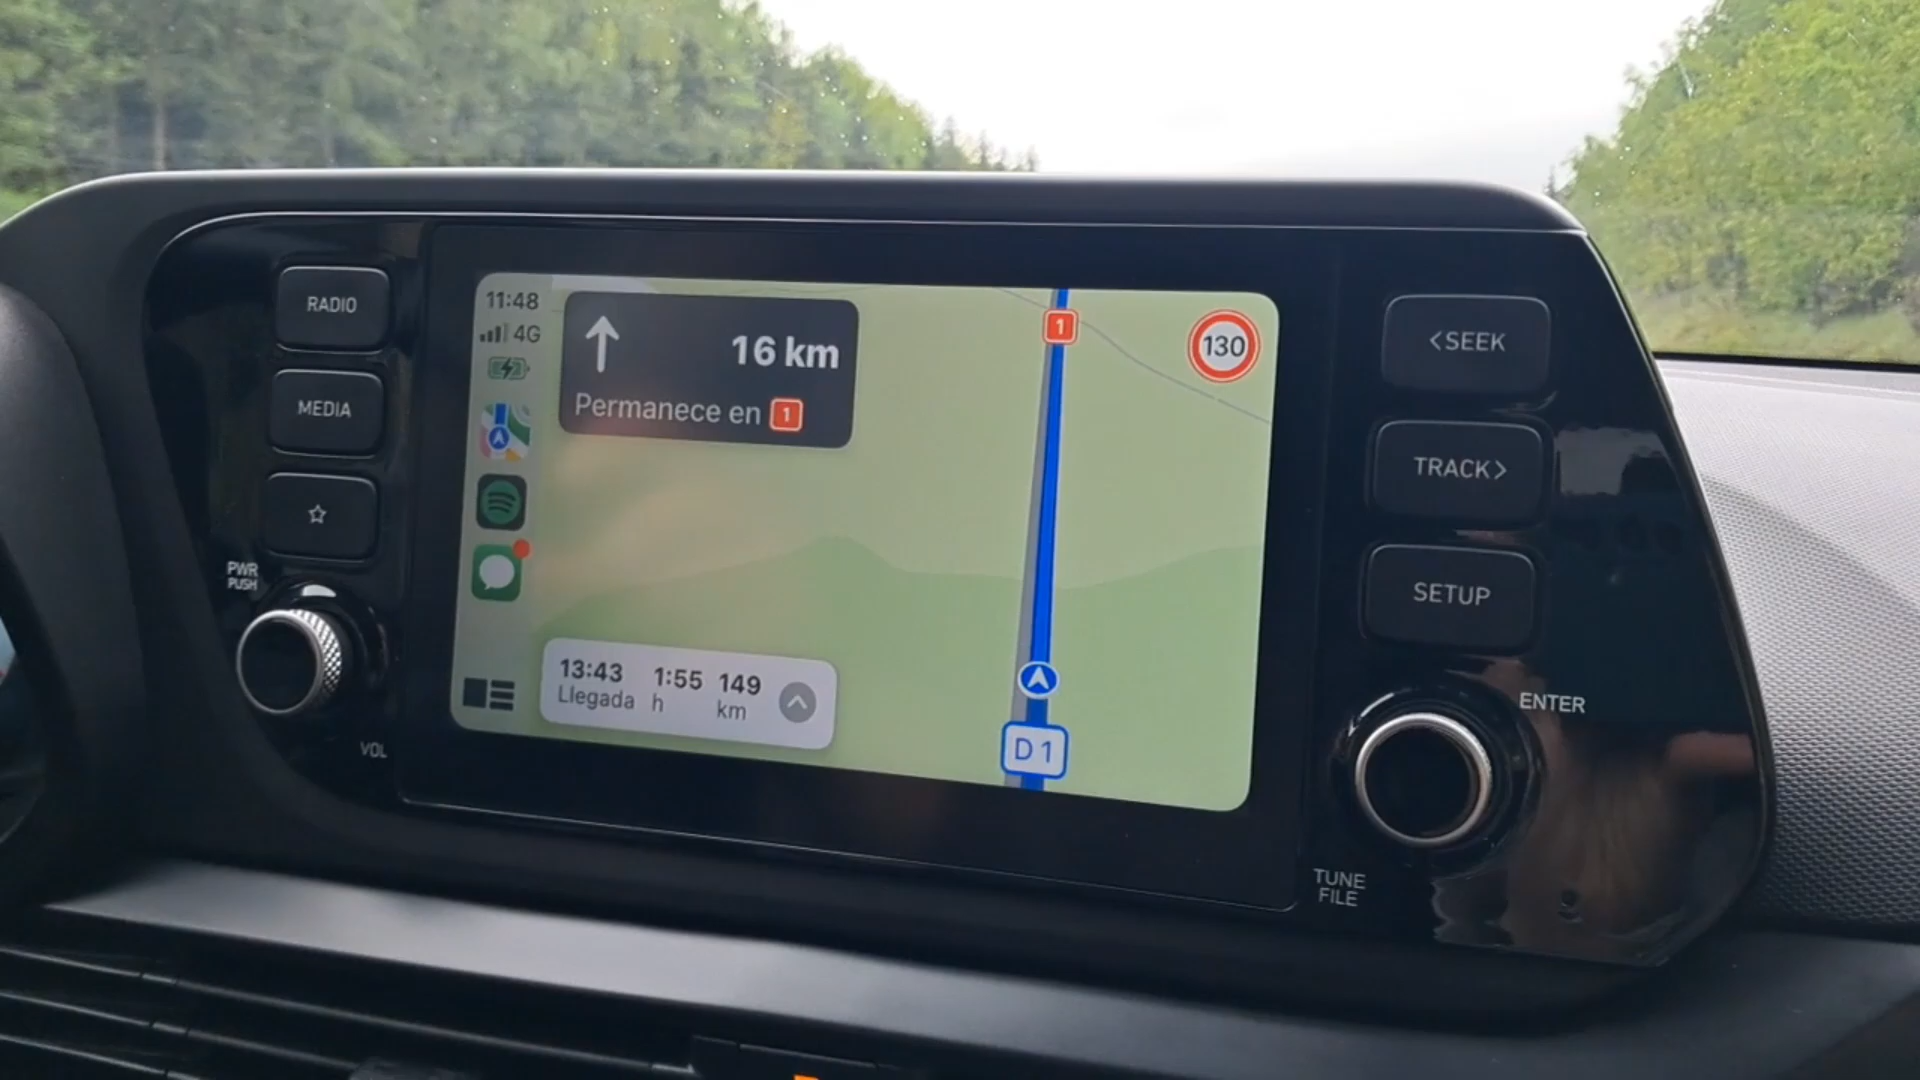 RADIO
MEDIA
PWR
PUSH
VOL
11:48
4G
16 km
Permanece en 1
1
130
13:43 1:55 149
Llegada h km
D1
<SEEK
TRACK>
SETUP
ENTER
TUNE
FILE